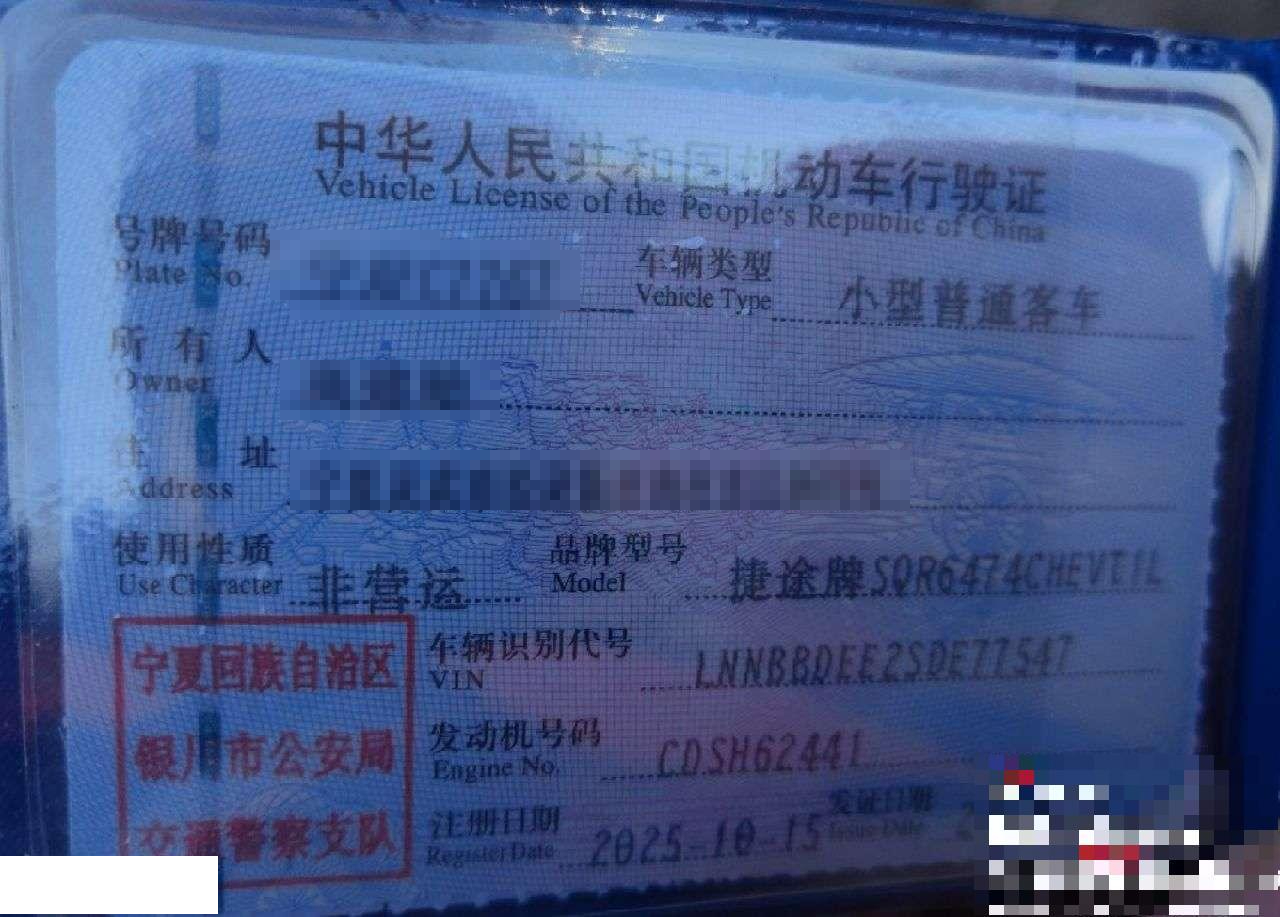 中华人民共和国机动车行驶证
Vehicle License of the People's Republic of China
号牌号码
Plate No.
车辆类型 小型普通客车
Vehicle Type
所有人
Owner
住址
Address
使用性质 非营运
Use Character
品牌型号 捷途牌SQR6474CHEVT1L
Model
宁夏回族自治区
银川市公安局
交通警察支队
车辆识别代号 LNNBBDEE2SDE77547
VIN
发动机号码 CDSH62441
Engine No.
注册日期 2025-10-15
Register Date
发证日期
Issue Date